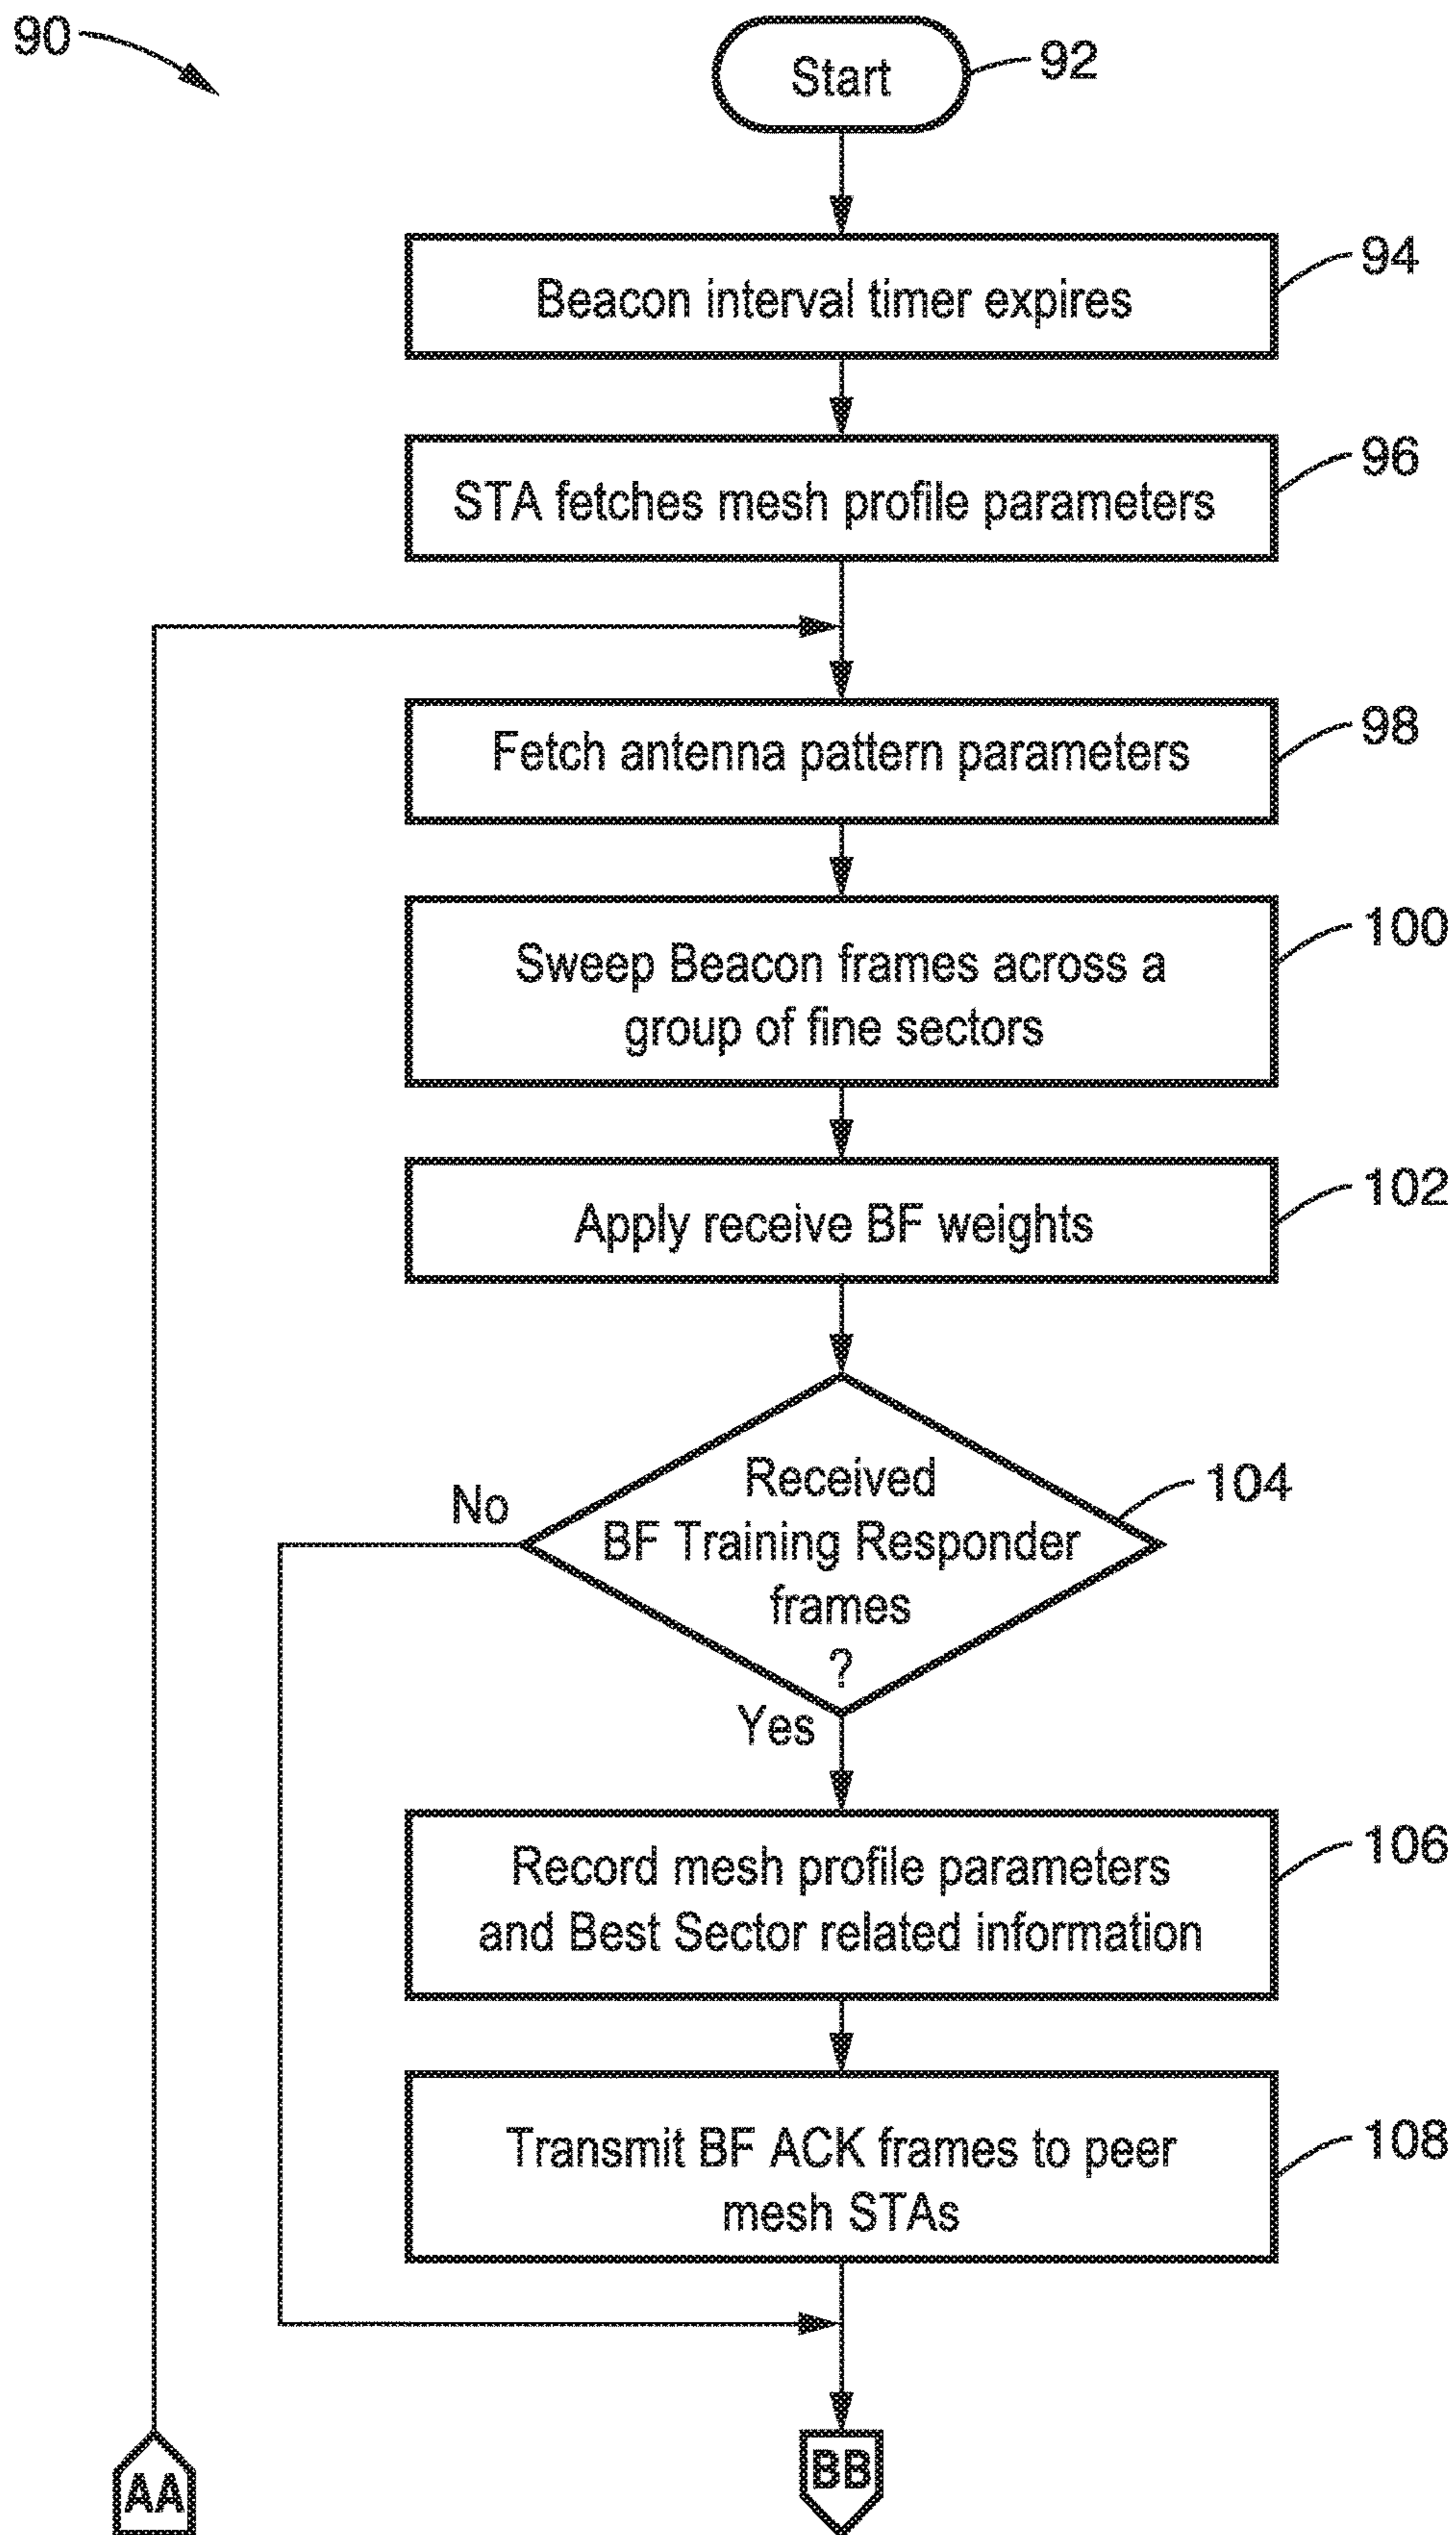 90
Start
92
Beacon interval timer expires
94
STA fetches mesh profile parameters
96
Fetch antenna pattern parameters
98
Sweep Beacon frames across a
group of fine sectors
100
Apply receive BF weights
102
Received
BF Training Responder
frames
?
104
No
Yes
Record mesh profile parameters
and Best Sector related information
106
Transmit BF ACK frames to peer
mesh STAs
108
AA
BB